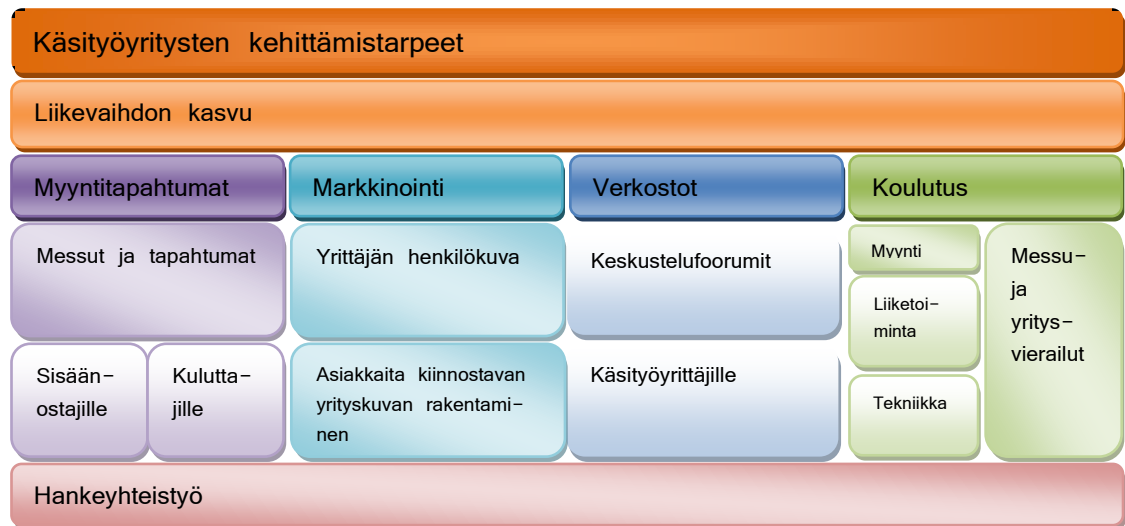 Käsityöyritysten kehittämistarpeet
Liikevaihdon kasvu
Myyntitapahtumat
Markkinointi
Verkostot
Koulutus
Messut ja tapahtumat
Sisään–
ostajille
Kulutta–
jille
Yrittäjän henkilökuva
Asiakkaita kiinnostavan
yrityskuvan rakentami–
nen
Keskustelufoorumit
Käsityöyrittäjille
Myynti
Liiketoi–
minta
Tekniikka
Messu–
ja
yritys–
vierailut
Hankeyhteistyö